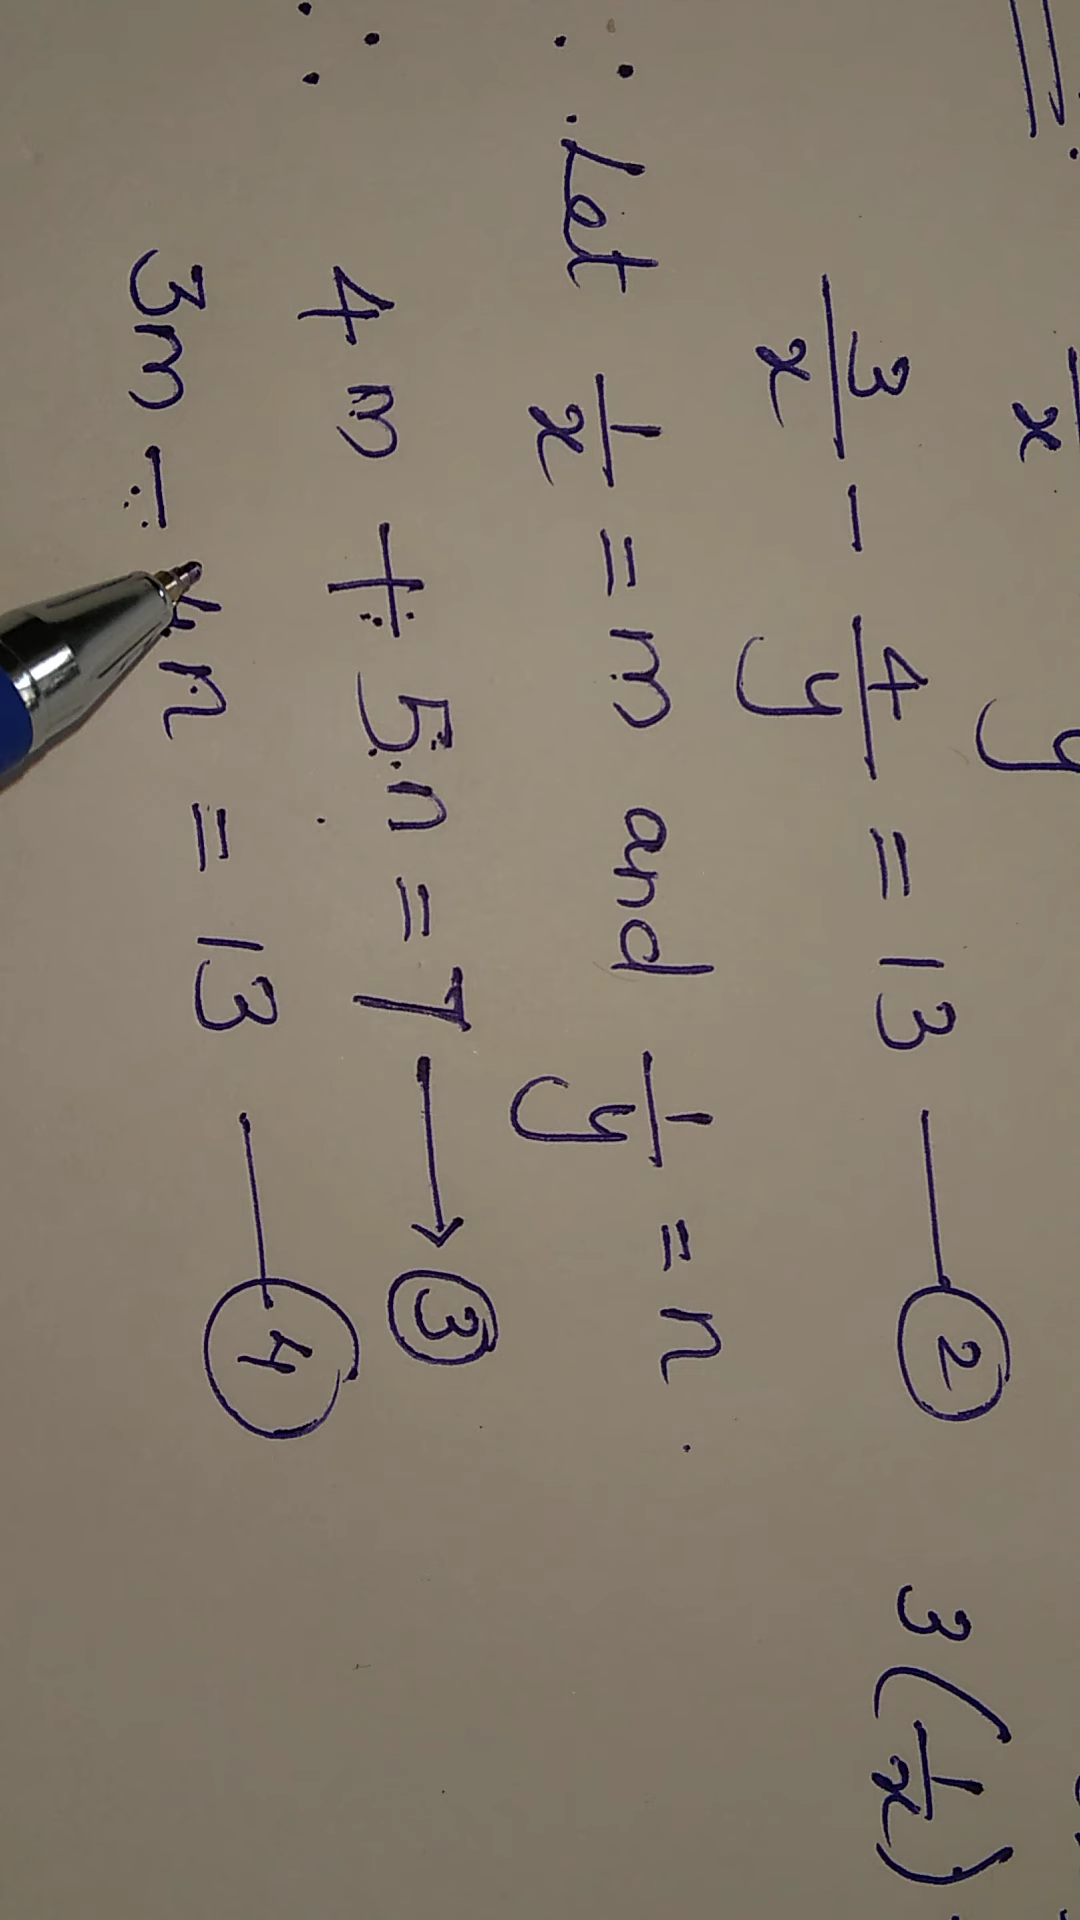 x y
3/x - 4/y = 13 — ② 3(1/x)
∴ Let 1/x = m and 1/y = n.
∴ 4m + 5n = 7 → ③
3m - 4n = 13 — ④